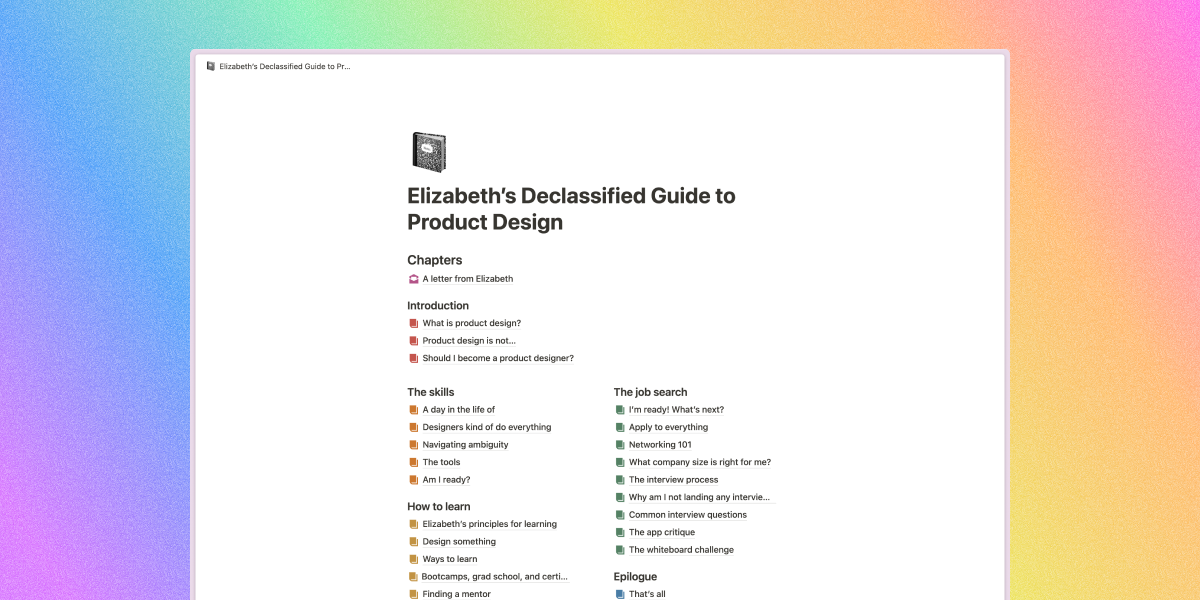 Elizabeth's Declassified Guide to Pr...
Elizabeth's Declassified Guide to
Product Design
Chapters
A letter from Elizabeth
Introduction
What is product design?
Product design is not...
Should I become a product designer?
The skills
A day in the life of
Designers kind of do everything
Navigating ambiguity
The tools
Am I ready?
How to learn
Elizabeth's principles for learning
Design something
Ways to learn
Bootcamps, grad school, and certi...
Finding a mentor
The job search
I'm ready! What's next?
Apply to everything
Networking 101
What company size is right for me?
The interview process
Why am I not landing any intervie...
Common interview questions
The app critique
The whiteboard challenge
Epilogue
That's all